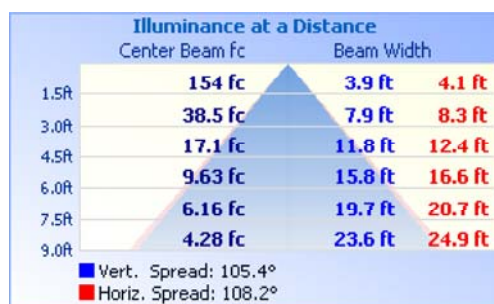 Illuminance at a Distance
Center Beam fc Beam Width
1.5ft 154 fc 3.9 ft 4.1 ft
3.0ft 38.5 fc 7.9 ft 8.3 ft
4.5ft 17.1 fc 11.8 ft 12.4 ft
6.0ft 9.63 fc 15.8 ft 16.6 ft
7.5ft 6.16 fc 19.7 ft 20.7 ft
9.0ft 4.28 fc 23.6 ft 24.9 ft
Vert. Spread: 105.4°
Horiz. Spread: 108.2°